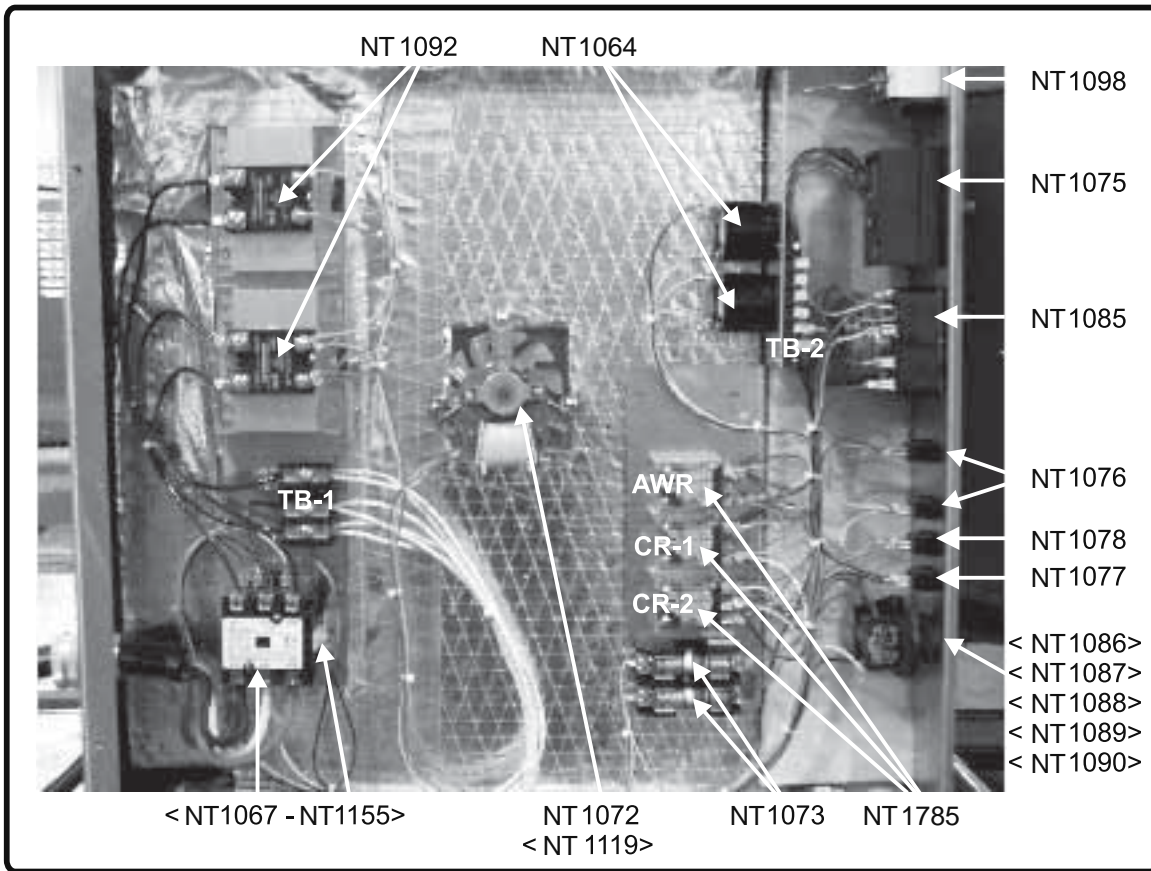 NT1092
NT1064
NT1098
NT1075
NT1085
TB-2
NT1076
AWR
TB-1
CR-1
NT1078
NT1077
CR-2
< NT1086>
< NT1087>
< NT1088>
< NT1089>
< NT1090>
< NT1067 - NT1155>
NT1072
< NT 1119>
NT1073
NT1785